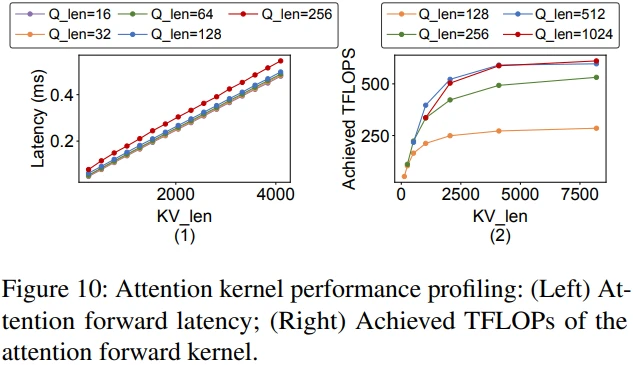 Q_len=16 Q_len=64 Q_len=256
Q_len=32 Q_len=128
Latency (ms)
0.4
0.2
2000 4000
KV_len
(1)
Q_len=128 Q_len=512
Q_len=256 Q_len=1024
Achieved TFLOPS
500
250
0 2500 5000 7500
KV_len
(2)
Figure 10: Attention kernel performance profiling: (Left) At-
tention forward latency; (Right) Achieved TFLOPs of the
attention forward kernel.